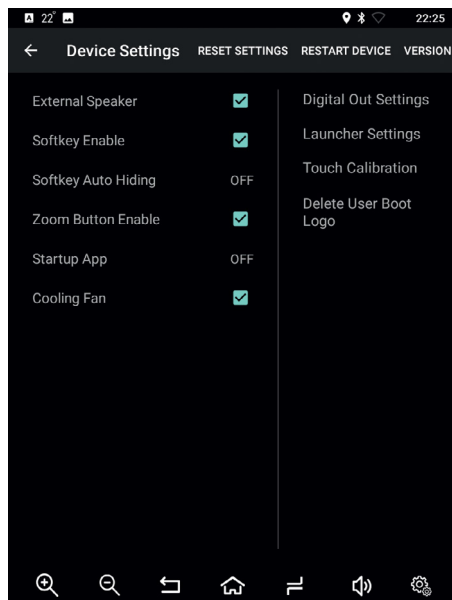 A 22° 22:25
Device Settings RESET SETTINGS RESTART DEVICE VERSION
External Speaker
Softkey Enable
Softkey Auto Hiding OFF
Zoom Button Enable
Startup App OFF
Cooling Fan
Digital Out Settings
Launcher Settings
Touch Calibration
Delete User Boot
Logo